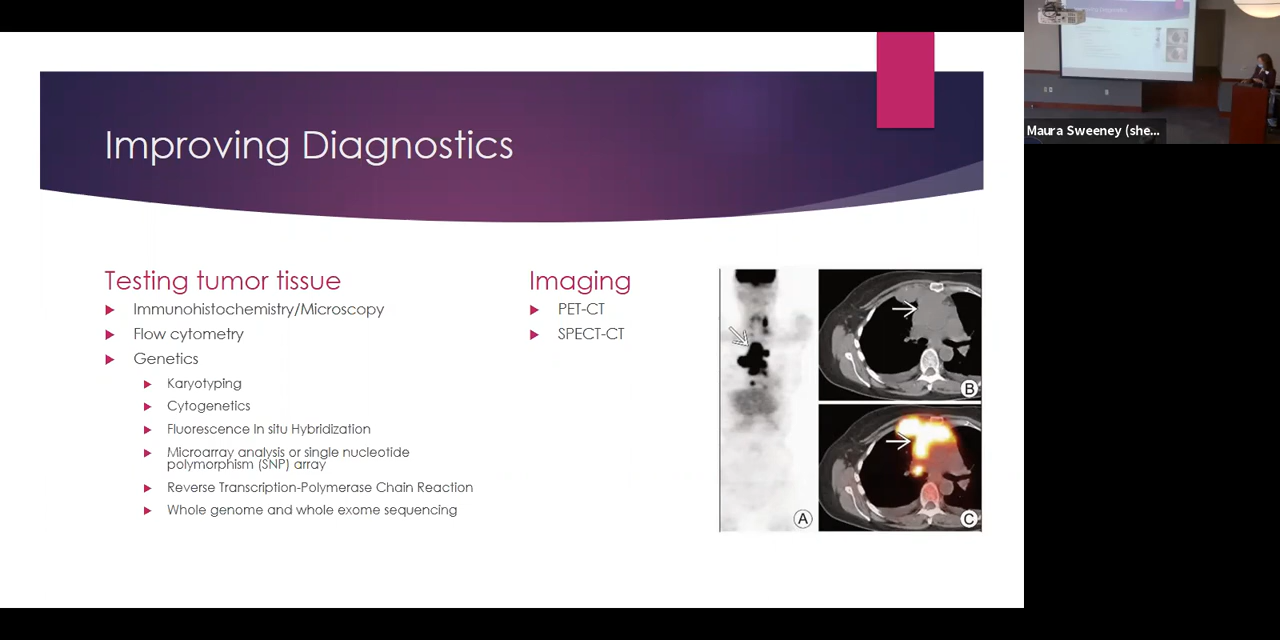 Improving Diagnostics
Testing tumor tissue
Immunohistochemistry/Microscopy
Flow cytometry
Genetics
Karyotyping
Cytogenetics
Fluorescence In situ Hybridization
Microarray analysis or single nucleotide
polymorphism (SNP) array
Reverse Transcription-Polymerase Chain Reaction
Whole genome and whole exome sequencing
Imaging
PET-CT
SPECT-CT
A
B
C
Maura Sweeney (she...